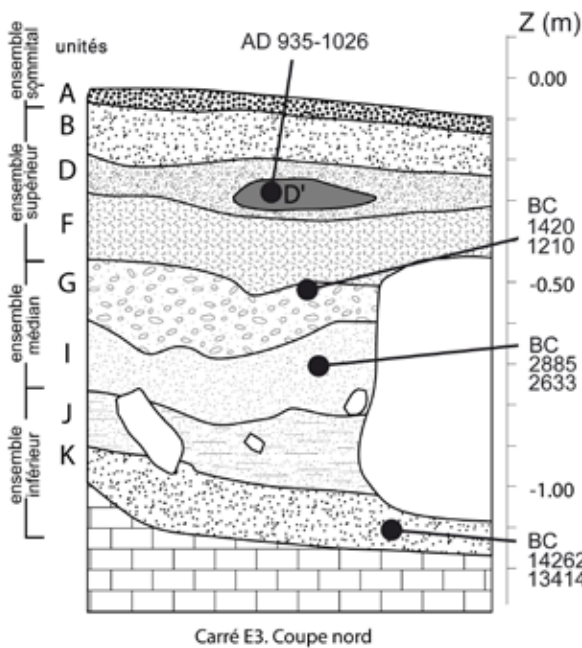 Z (m)
AD 935-1026
unités
ensemble
sommital
0.00
A
B
ensemble
supérieur
D
D'
F
BC
1420
1210
ensemble
médian
G
-0.50
I
BC
2885
2633
ensemble
inférieur
J
K
-1.00
BC
14262
13414
Carré E3. Coupe nord